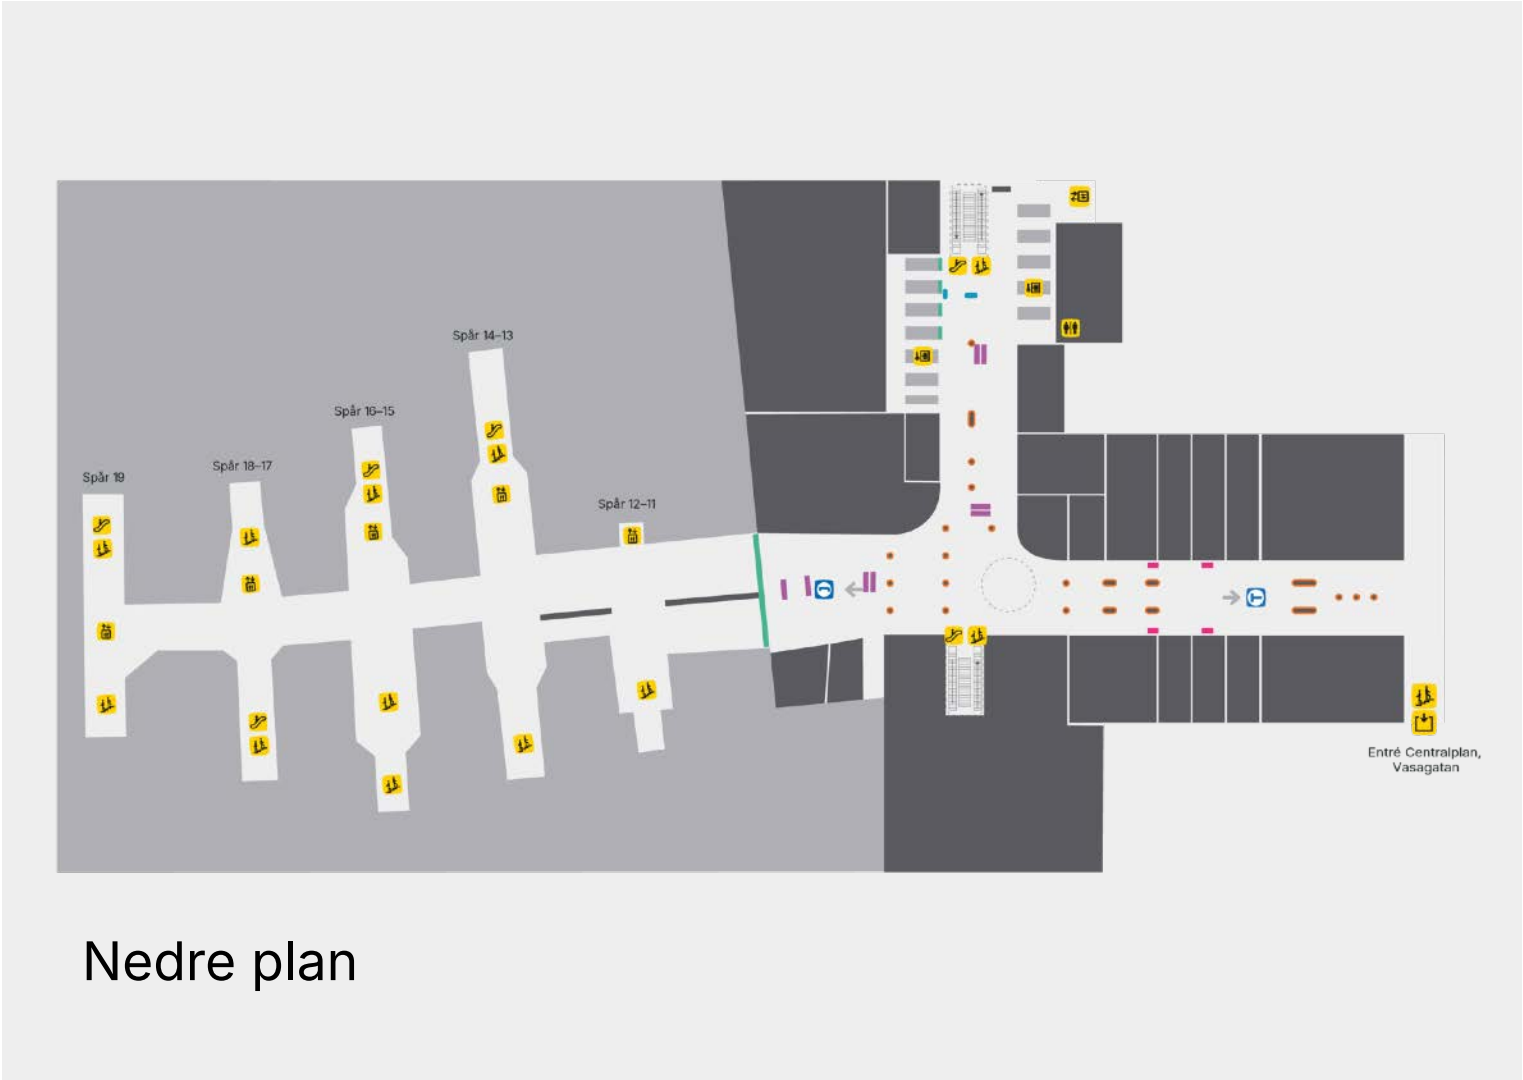 Spår 14–13
Spår 16–15
Spår 18–17
Spår 19
Spår 12–11
Entré Centralplan,
Vasagatan
Nedre plan